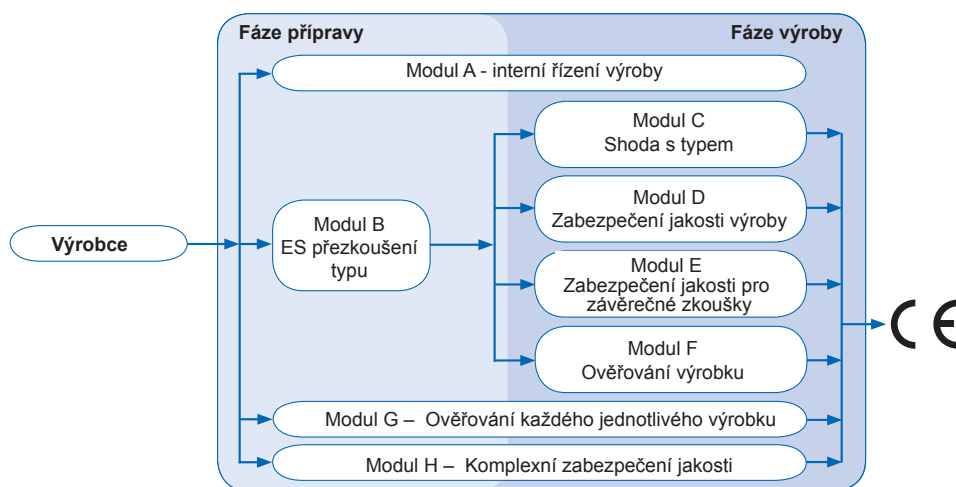 Fáze přípravy
Fáze výroby
Modul A - interní řízení výroby
Modul C
Shoda s typem
Modul D
Zabezpečení jakosti výroby
Výrobce
Modul B
ES přezkoušení
typu
Modul E
Zabezpečení jakosti pro
závěrečné zkoušky
CE
Modul F
Ověřování výrobku
Modul G – Ověřování každého jednotlivého výrobku
Modul H – Komplexní zabezpečení jakosti